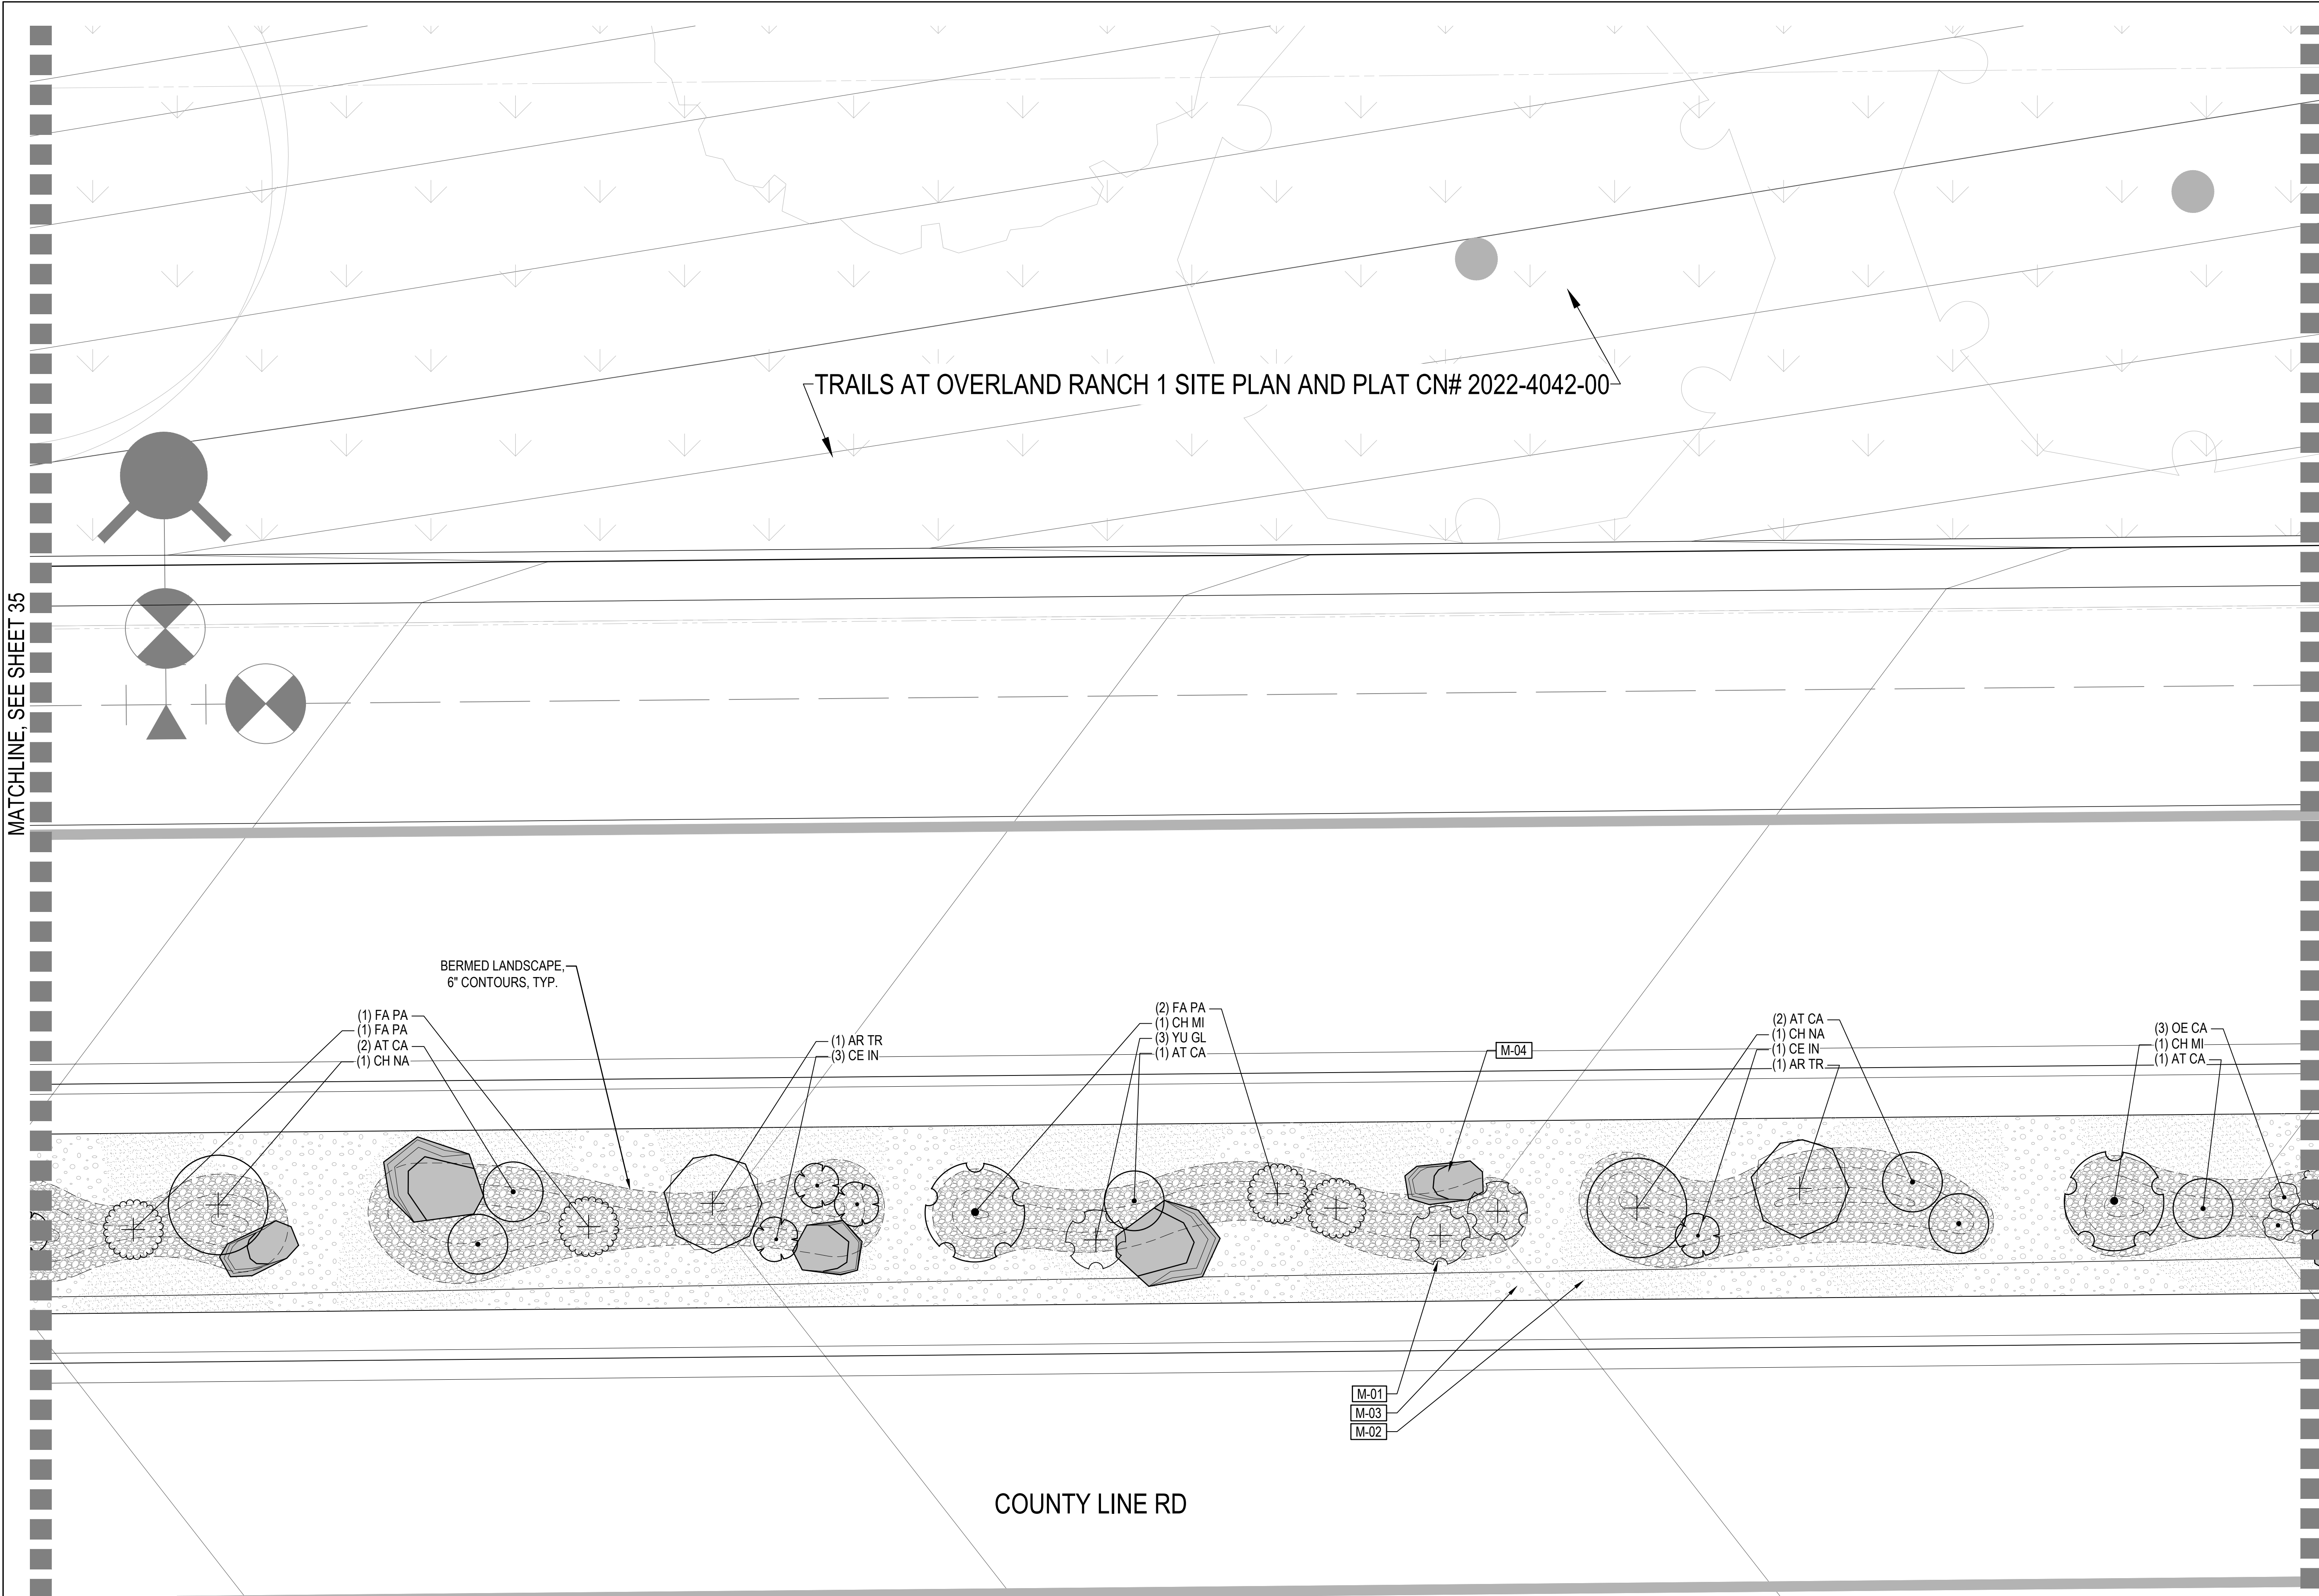 TRAILS AT OVERLAND RANCH 1 SITE PLAN AND PLAT CN# 2022-4042-00
MATCHLINE, SEE SHEET 35
BERMED LANDSCAPE,
6" CONTOURS, TYP.
(1) FA PA
(1) FA PA
(2) AT CA
(1) CH NA
(1) AR TR
(3) CE IN
(2) FA PA
(1) CH MI
(3) YU GL
(1) AT CA
M-04
(2) AT CA
(1) CH NA
(1) CE IN
(1) AR TR
(3) OE CA
(1) CH MI
(1) AT CA
M-01
M-03
M-02
COUNTY LINE RD